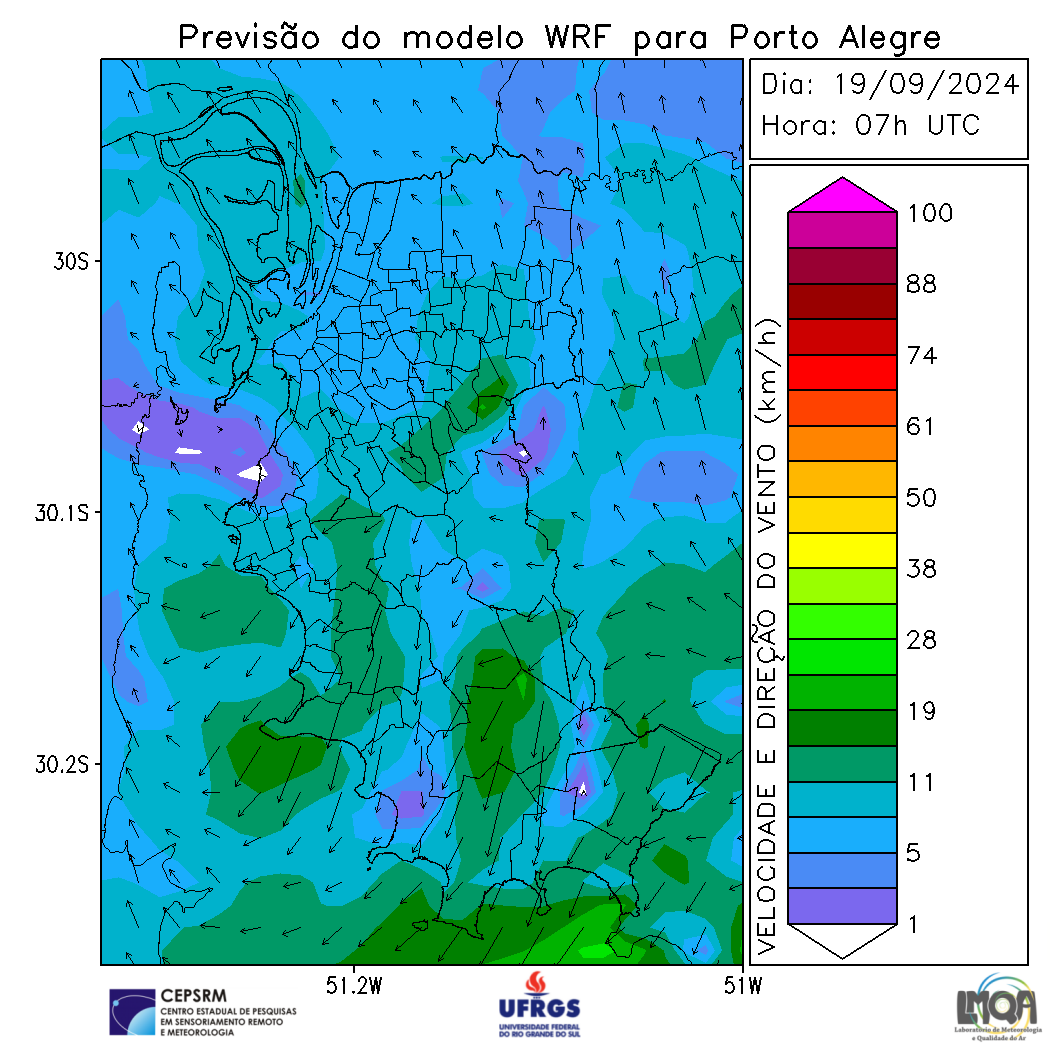 Previsão do modelo WRF para Porto Alegre
Dia: 19/09/2024
Hora: 07h UTC
30S
30.1S
30.2S
51.2W
51W
VELOCIDADE E DIREÇÃO DO VENTO (km/h)
100
88
74
61
50
38
28
19
11
5
1
CEPSRM
CENTRO ESTADUAL DE PESQUISAS
EM SENSORIAMENTO REMOTO
E METEOROLOGIA
UFRGS
UNIVERSIDADE FEDERAL
DO RIO GRANDE DO SUL
LMQA
Laboratório de Meteorologia
e Qualidade do Ar